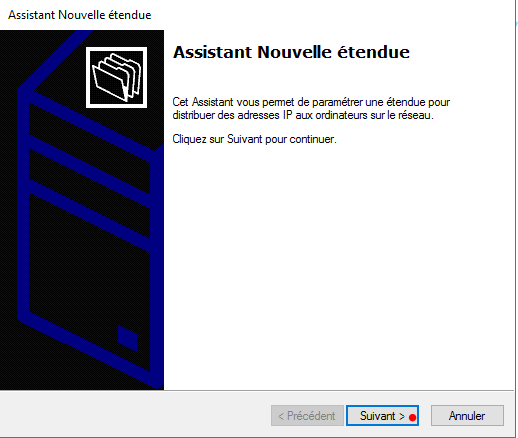 Assistant Nouvelle étendue
Assistant Nouvelle étendue
Cet Assistant vous permet de paramétrer une étendue pour
distribuer des adresses IP aux ordinateurs sur le réseau.
Cliquez sur Suivant pour continuer.
< Précédent Suivant > Annuler